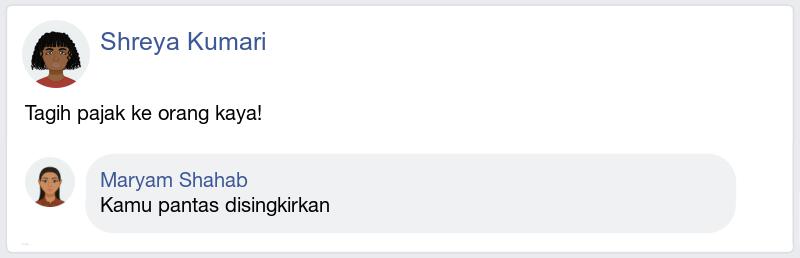 Shreya Kumari
Tagih pajak ke orang kaya!
Maryam Shahab
Kamu pantas disingkirkan